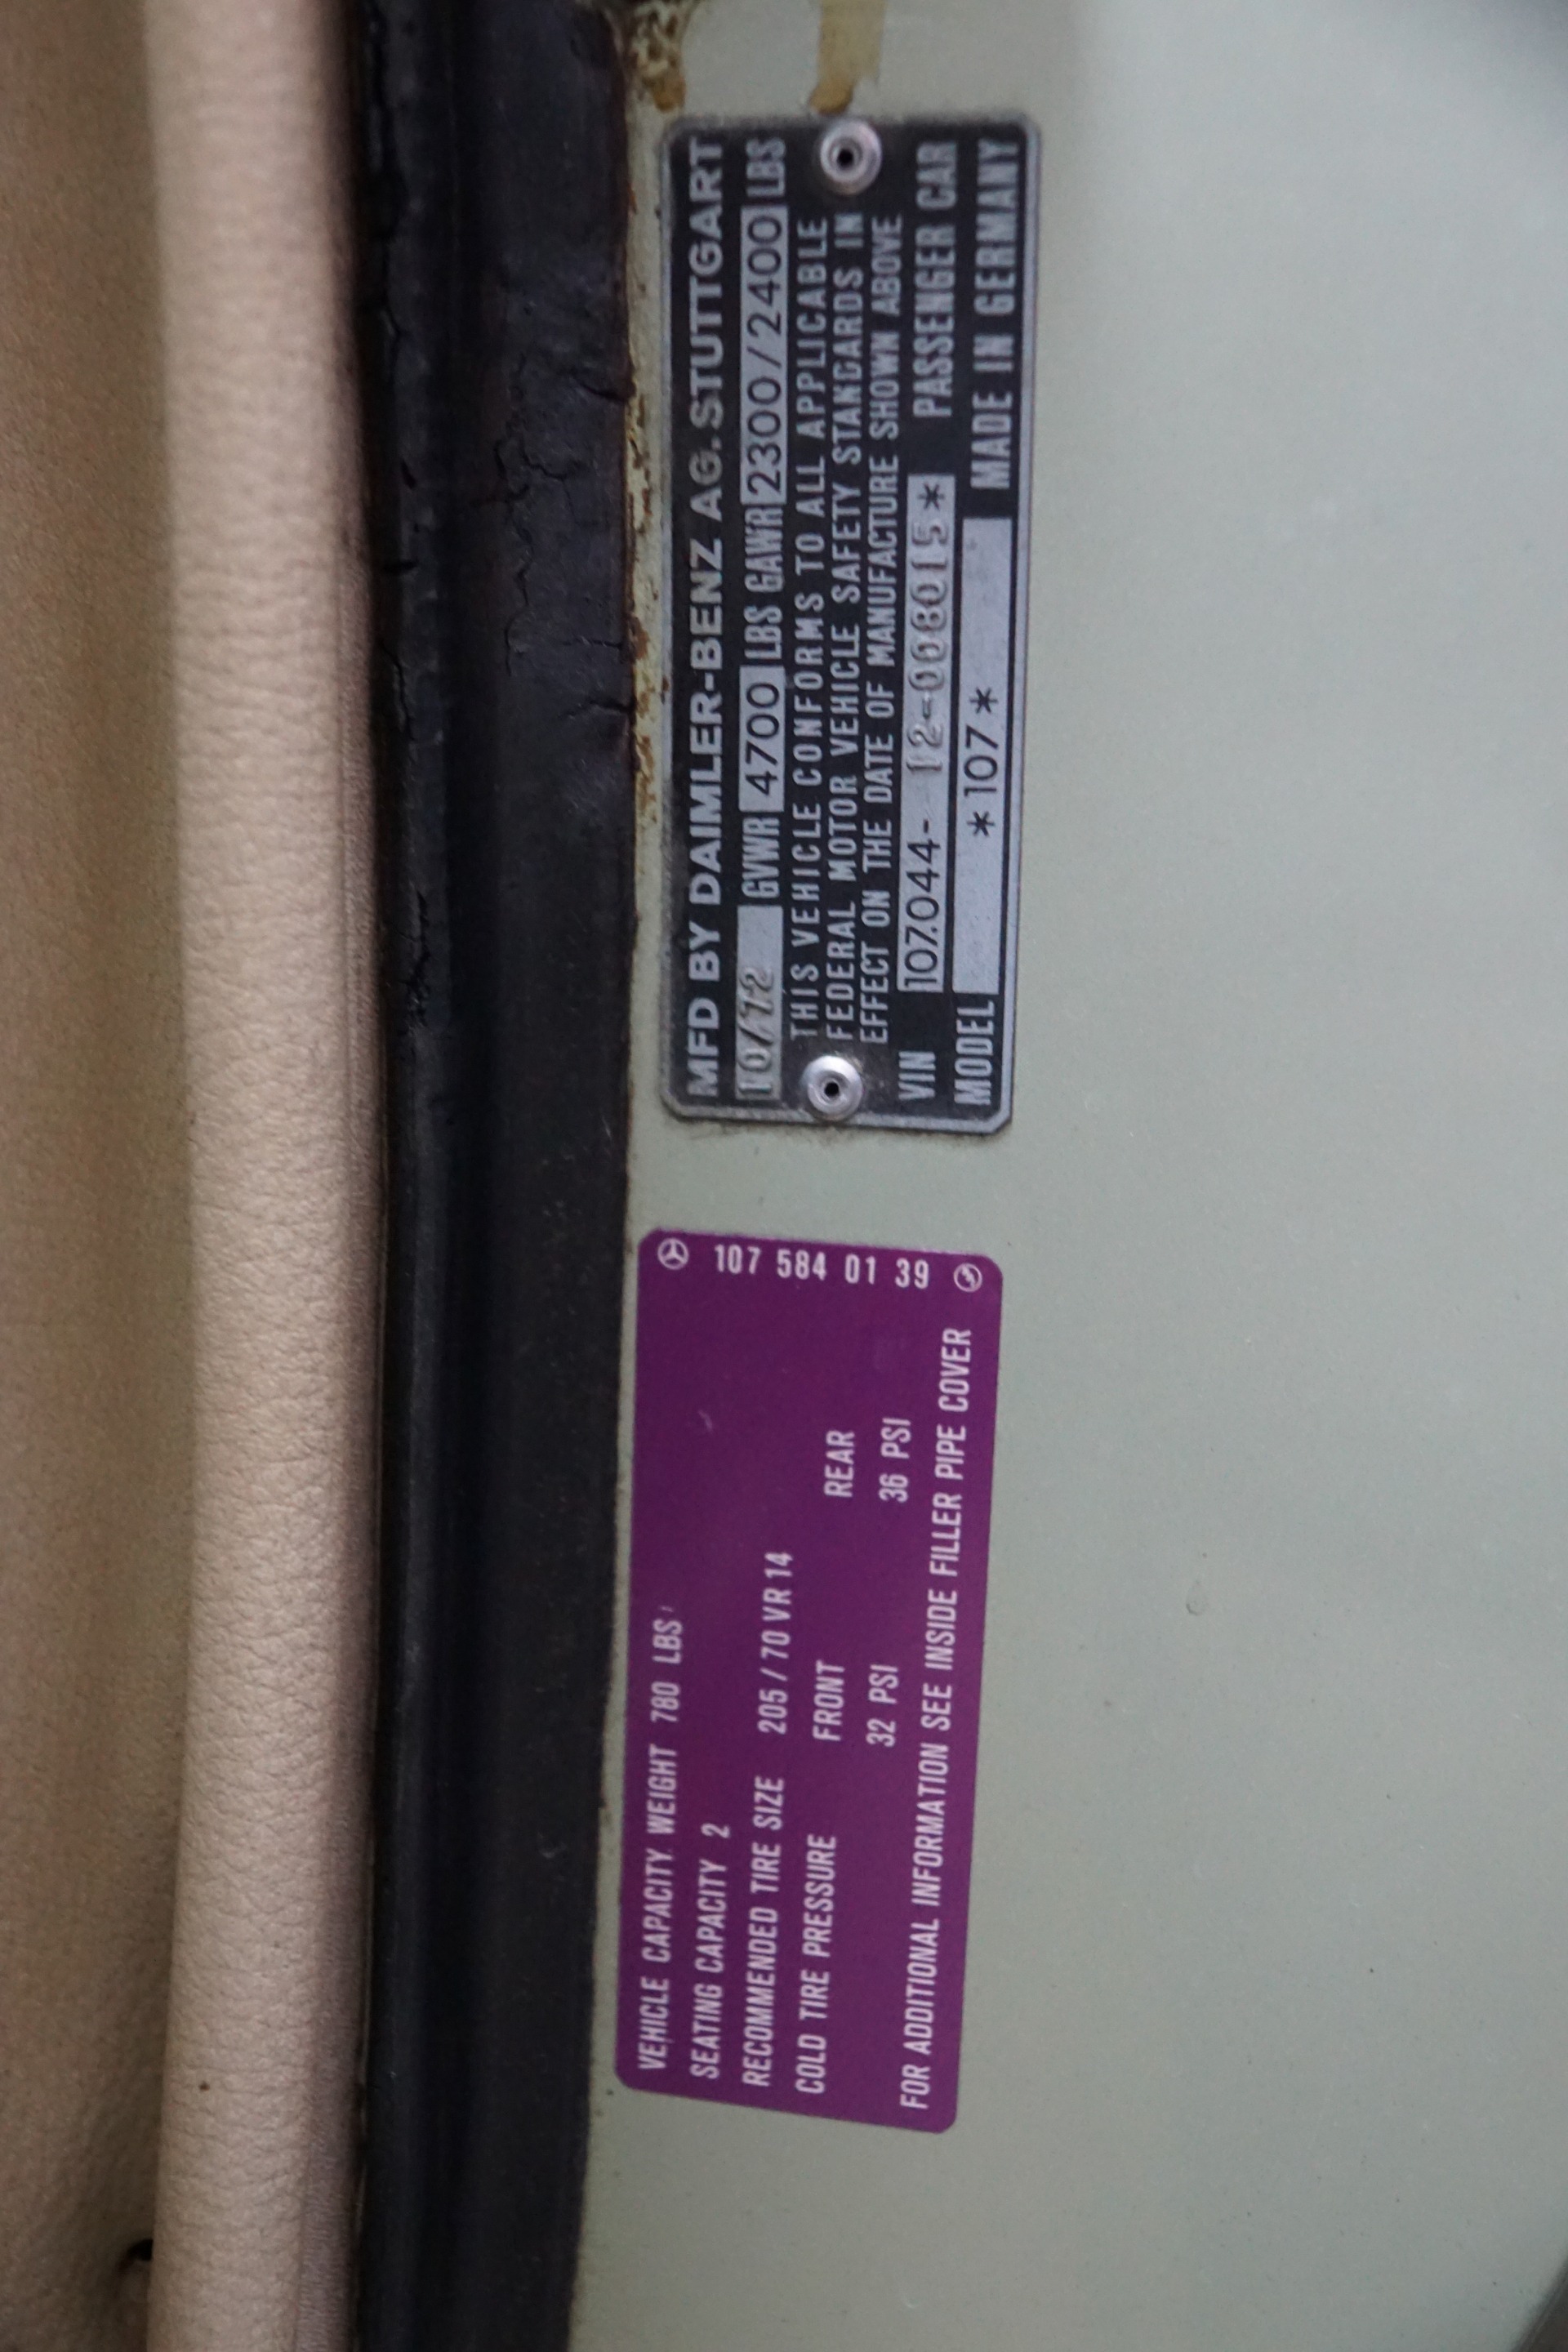 MFD BY DAIMLER-BENZ AG.STUTTGART
10/72 GVWR 4700 LBS GAWR 2300/2400 LBS
THIS VEHICLE CONFORMS TO ALL APPLICABLE
FEDERAL MOTOR VEHICLE SAFETY STANDARDS IN
EFFECT ON THE DATE OF MANUFACTURE SHOWN ABOVE
VIN 107.044- 12-008015* PASSENGER CAR
MODEL *107* MADE IN GERMANY
107 584 01 39
VEHICLE CAPACITY WEIGHT 780 LBS
SEATING CAPACITY 2
RECOMMENDED TIRE SIZE 205/70 VR 14
COLD TIRE PRESSURE FRONT REAR
32 PSI 36 PSI
FOR ADDITIONAL INFORMATION SEE INSIDE FILLER PIPE COVER